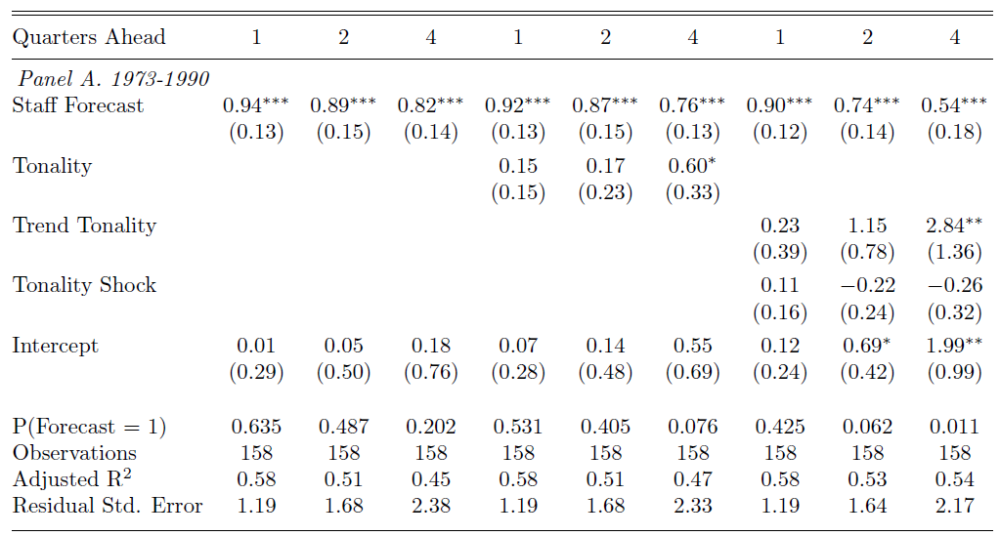 Quarters Ahead 1 2 4 1 2 4 1 2 4
Panel A. 1973-1990
Staff Forecast 0.94*** 0.89*** 0.82*** 0.92*** 0.87*** 0.76*** 0.90*** 0.74*** 0.54***
(0.13) (0.15) (0.14) (0.13) (0.15) (0.13) (0.12) (0.14) (0.18)
Tonality 0.15 0.17 0.60*
(0.15) (0.23) (0.33)
Trend Tonality 0.23 1.15 2.84**
(0.39) (0.78) (1.36)
Tonality Shock 0.11 −0.22 −0.26
(0.16) (0.24) (0.32)
Intercept 0.01 0.05 0.18 0.07 0.14 0.55 0.12 0.69* 1.99**
(0.29) (0.50) (0.76) (0.28) (0.48) (0.69) (0.24) (0.42) (0.99)
P(Forecast = 1) 0.635 0.487 0.202 0.531 0.405 0.076 0.425 0.062 0.011
Observations 158 158 158 158 158 158 158 158 158
Adjusted R² 0.58 0.51 0.45 0.58 0.51 0.47 0.58 0.53 0.54
Residual Std. Error 1.19 1.68 2.38 1.19 1.68 2.33 1.19 1.64 2.17